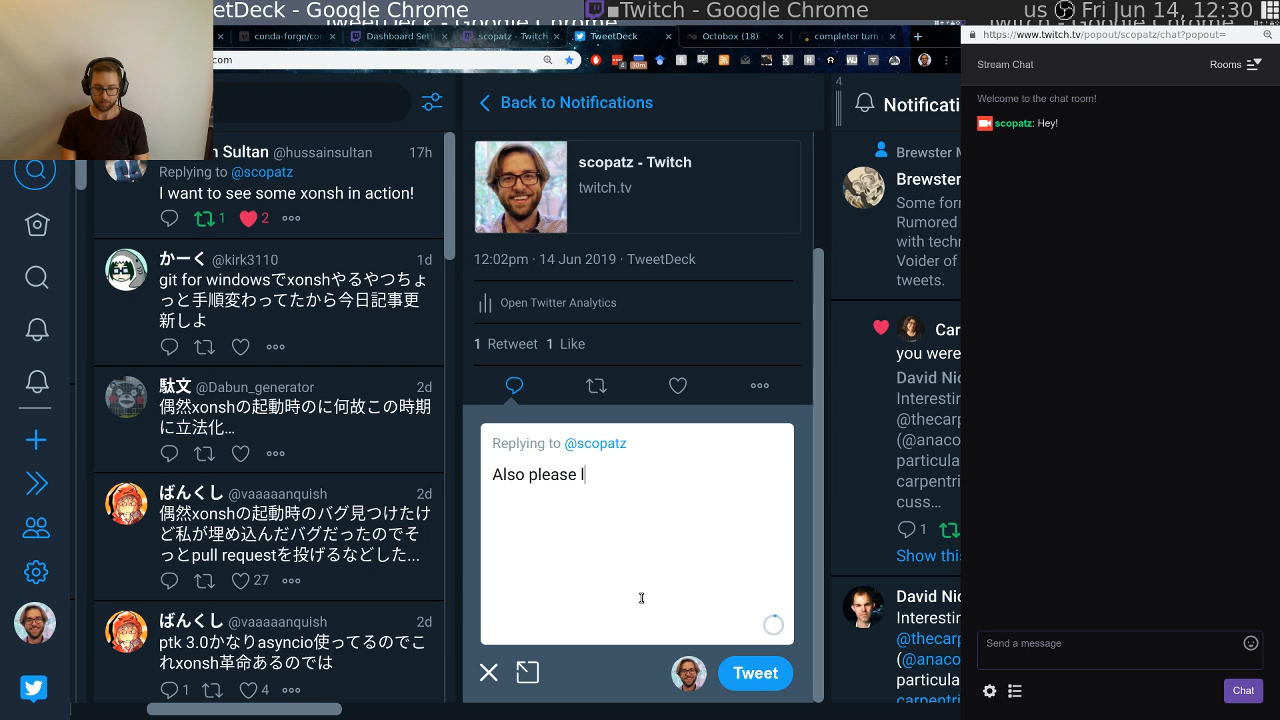 etDeck - Google Chrome
Twitch - Google Chrome
us
Fri Jun 14, 12:30
conda-forge/cor
Dashboard Set
scopatz - Twitch
TweetDeck
Octobox (18)
completer turn
https://www.twitch.tv/popout/scopatz/chat?popout=
.com
Stream Chat
Rooms
Welcome to the chat room!
scopatz: Hey!
n Sultan @hussainsultan 17h
Replying to @scopatz
I want to see some xonsh in action!
1 2
かーく @kirk3110 1d
git for windowsでxonshやるやつちょ
っと手順変わってたから今日記事更
新しよ
駄文 @Dabun_generator 2d
偶然xonshの起動時のに何故この時期
に立法化…
ばんくし @vaaaaanquish 2d
偶然xonshの起動時のバグ見つけたけ
ど私が埋め込んだバグだったのでそ
っとpull requestを投げるなどした...
27
ばんくし @vaaaaanquish 2d
ptk 3.0かなりasyncio使ってるのでこ
れxonsh革命あるのでは
1 4
Back to Notifications
scopatz - Twitch
twitch.tv
12:02pm · 14 Jun 2019 · TweetDeck
Open Twitter Analytics
1 Retweet 1 Like
Replying to @scopatz
Also please l
Tweet
4
Notificati
Brewster M
Brewster
Some for
Rumored
with techn
Voider of
tweets.
Car
you were
David Nic
Interestin
@thecarp
(@anaco
particula
carpentri
cuss…
1
Show this
David Nic
Interestin
@thecarp
(@anaco
particula
carpentri
Send a message
Chat